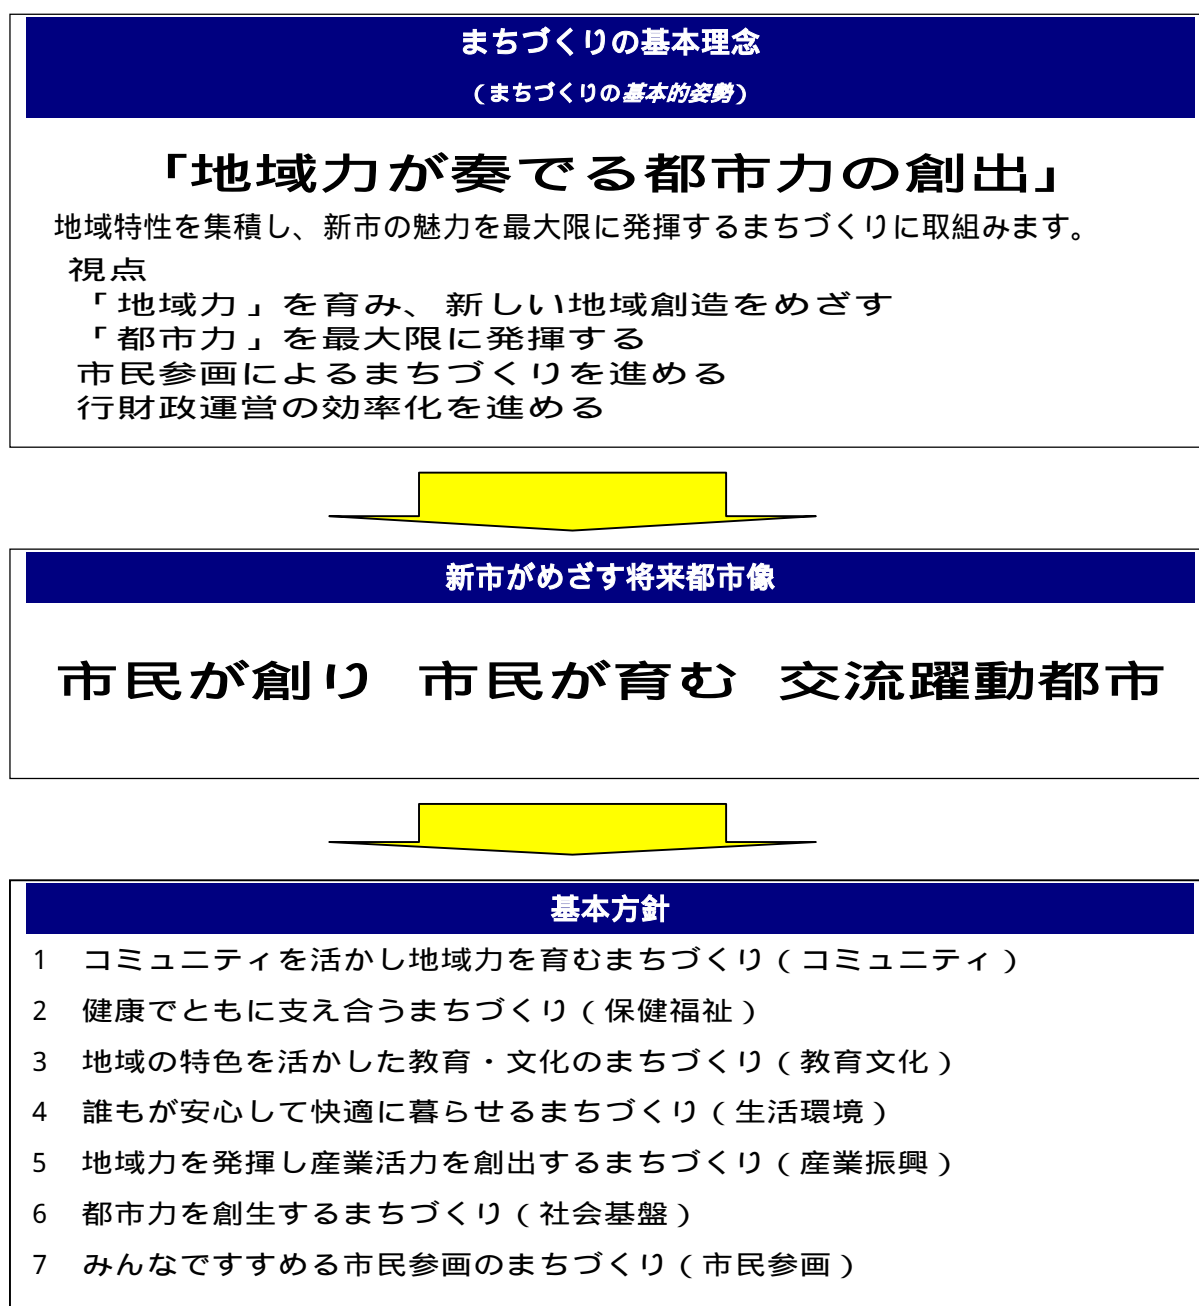 まちづくりの基本理念
（まちづくりの基本的姿勢）
「地域力が奏でる都市力の創出」
地域特性を集積し、新市の魅力を最大限に発揮するまちづくりに取組みます。
視点
「地域力」を育み、新しい地域創造をめざす
「都市力」を最大限に発揮する
市民参画によるまちづくりを進める
行財政運営の効率化を進める
新市がめざす将来都市像
市民が創り 市民が育む 交流躍動都市
基本方針
1 コミュニティを活かし地域力を育むまちづくり（コミュニティ）
2 健康でともに支え合うまちづくり（保健福祉）
3 地域の特色を活かした教育・文化のまちづくり（教育文化）
4 誰もが安心して快適に暮らせるまちづくり（生活環境）
5 地域力を発揮し産業活力を創出するまちづくり（産業振興）
6 都市力を創生するまちづくり（社会基盤）
7 みんなですすめる市民参画のまちづくり（市民参画）